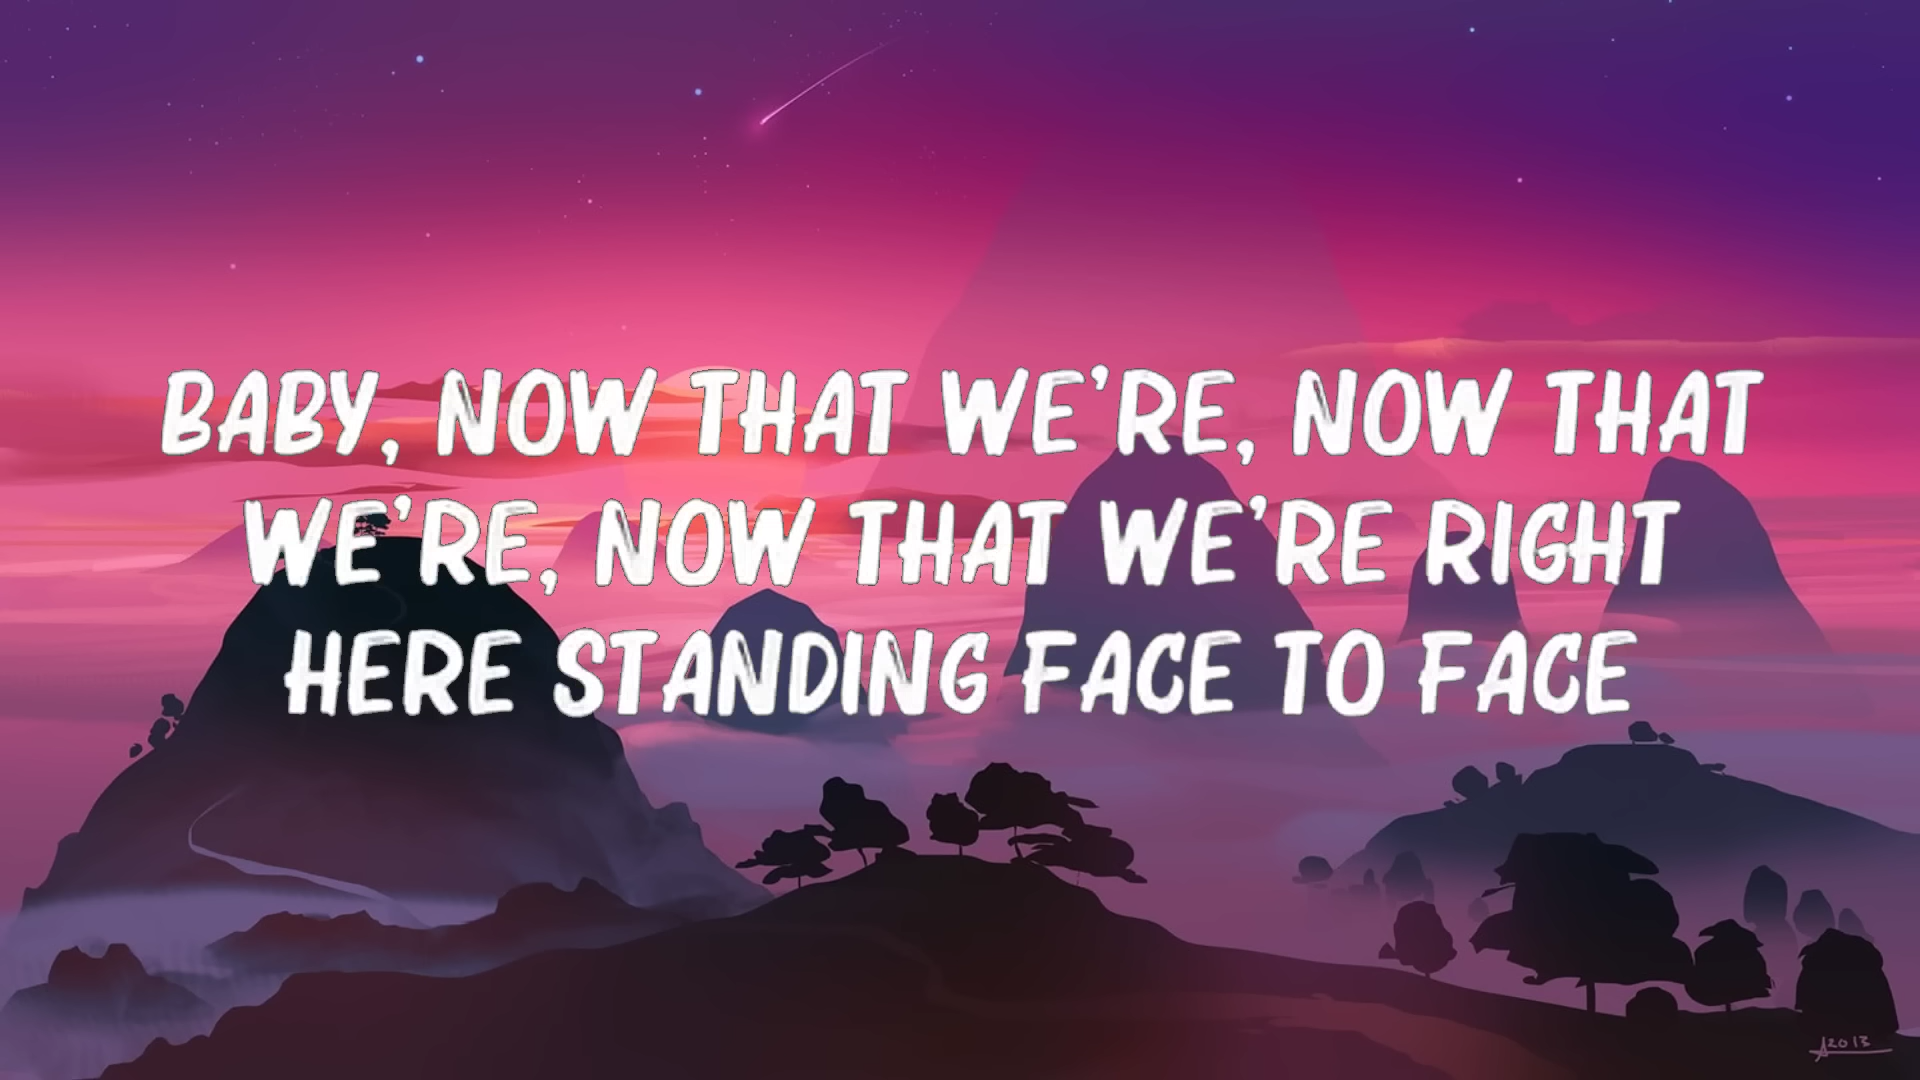 BABY, NOW THAT WE'RE, NOW THAT
WE'RE, NOW THAT WE'RE RIGHT
HERE STANDING FACE TO FACE
2013